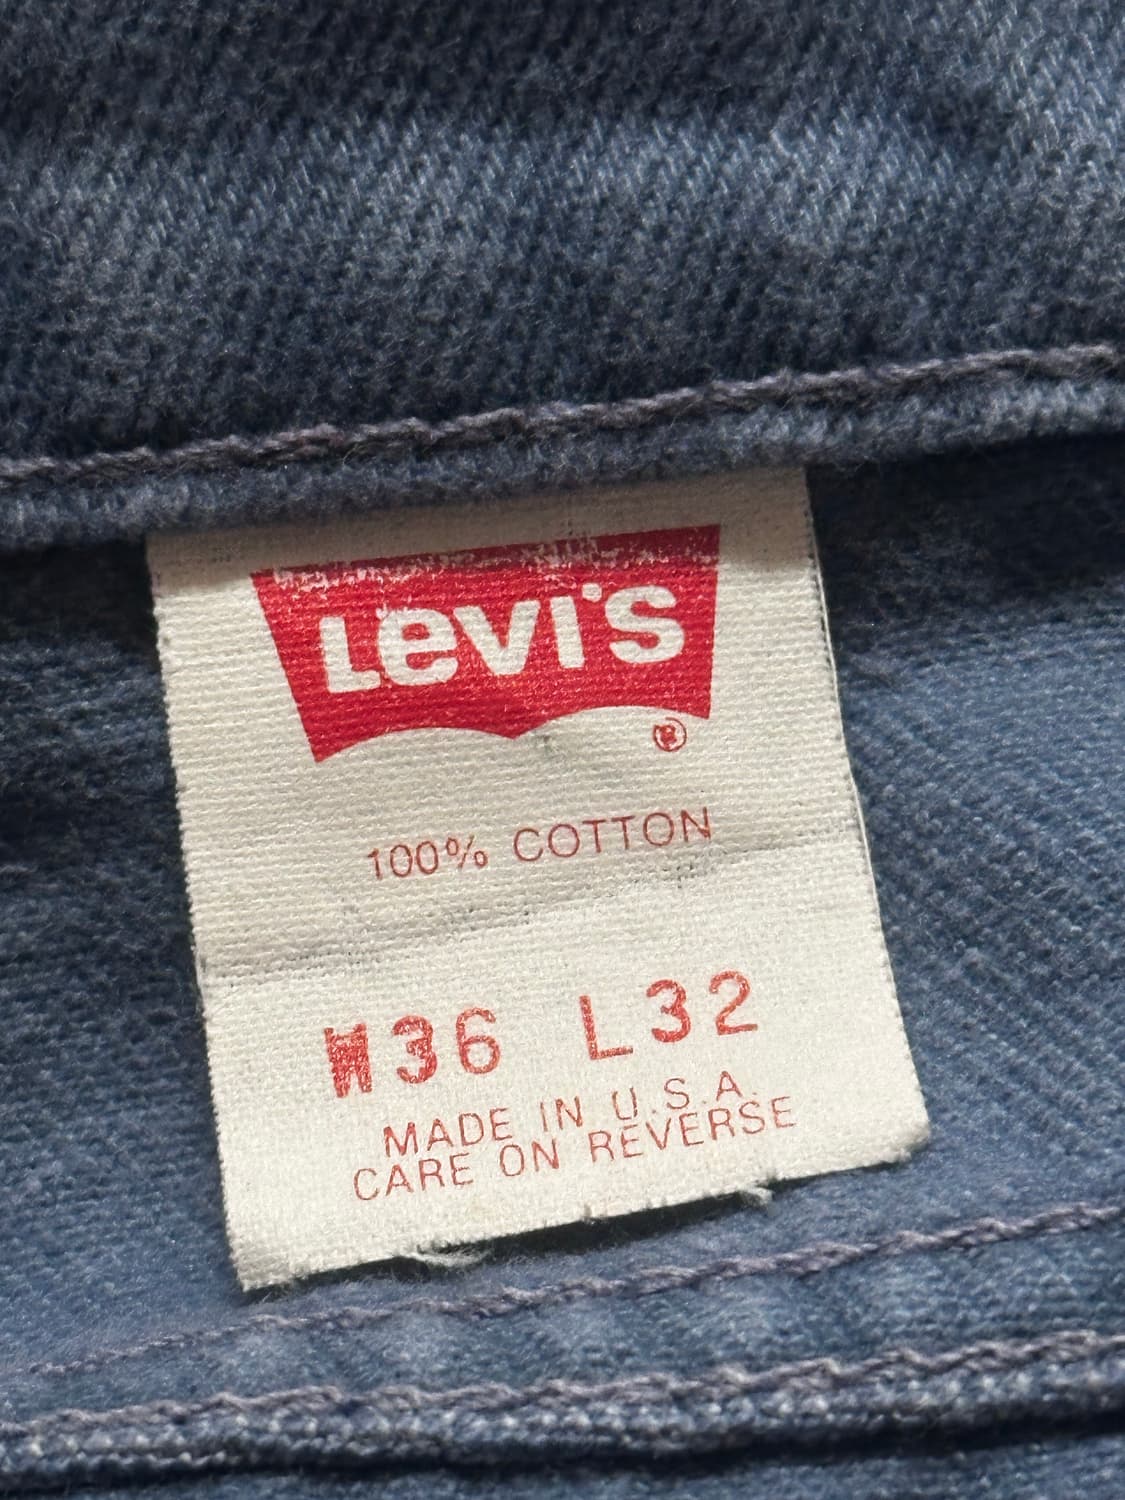 Levi's
®
100% COTTON
W36 L32
MADE IN U.S.A.
CARE ON REVERSE